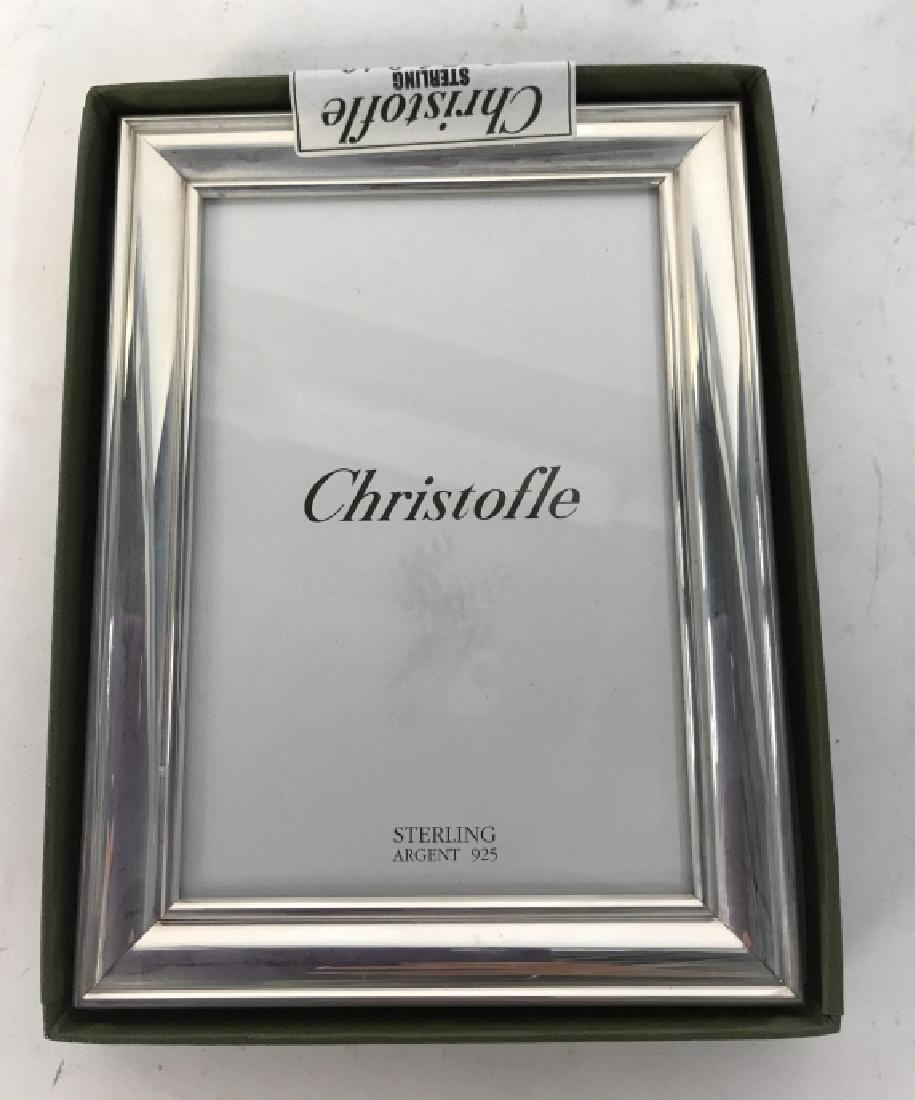 Christofle
STERLING
Christofle
STERLING
ARGENT 925